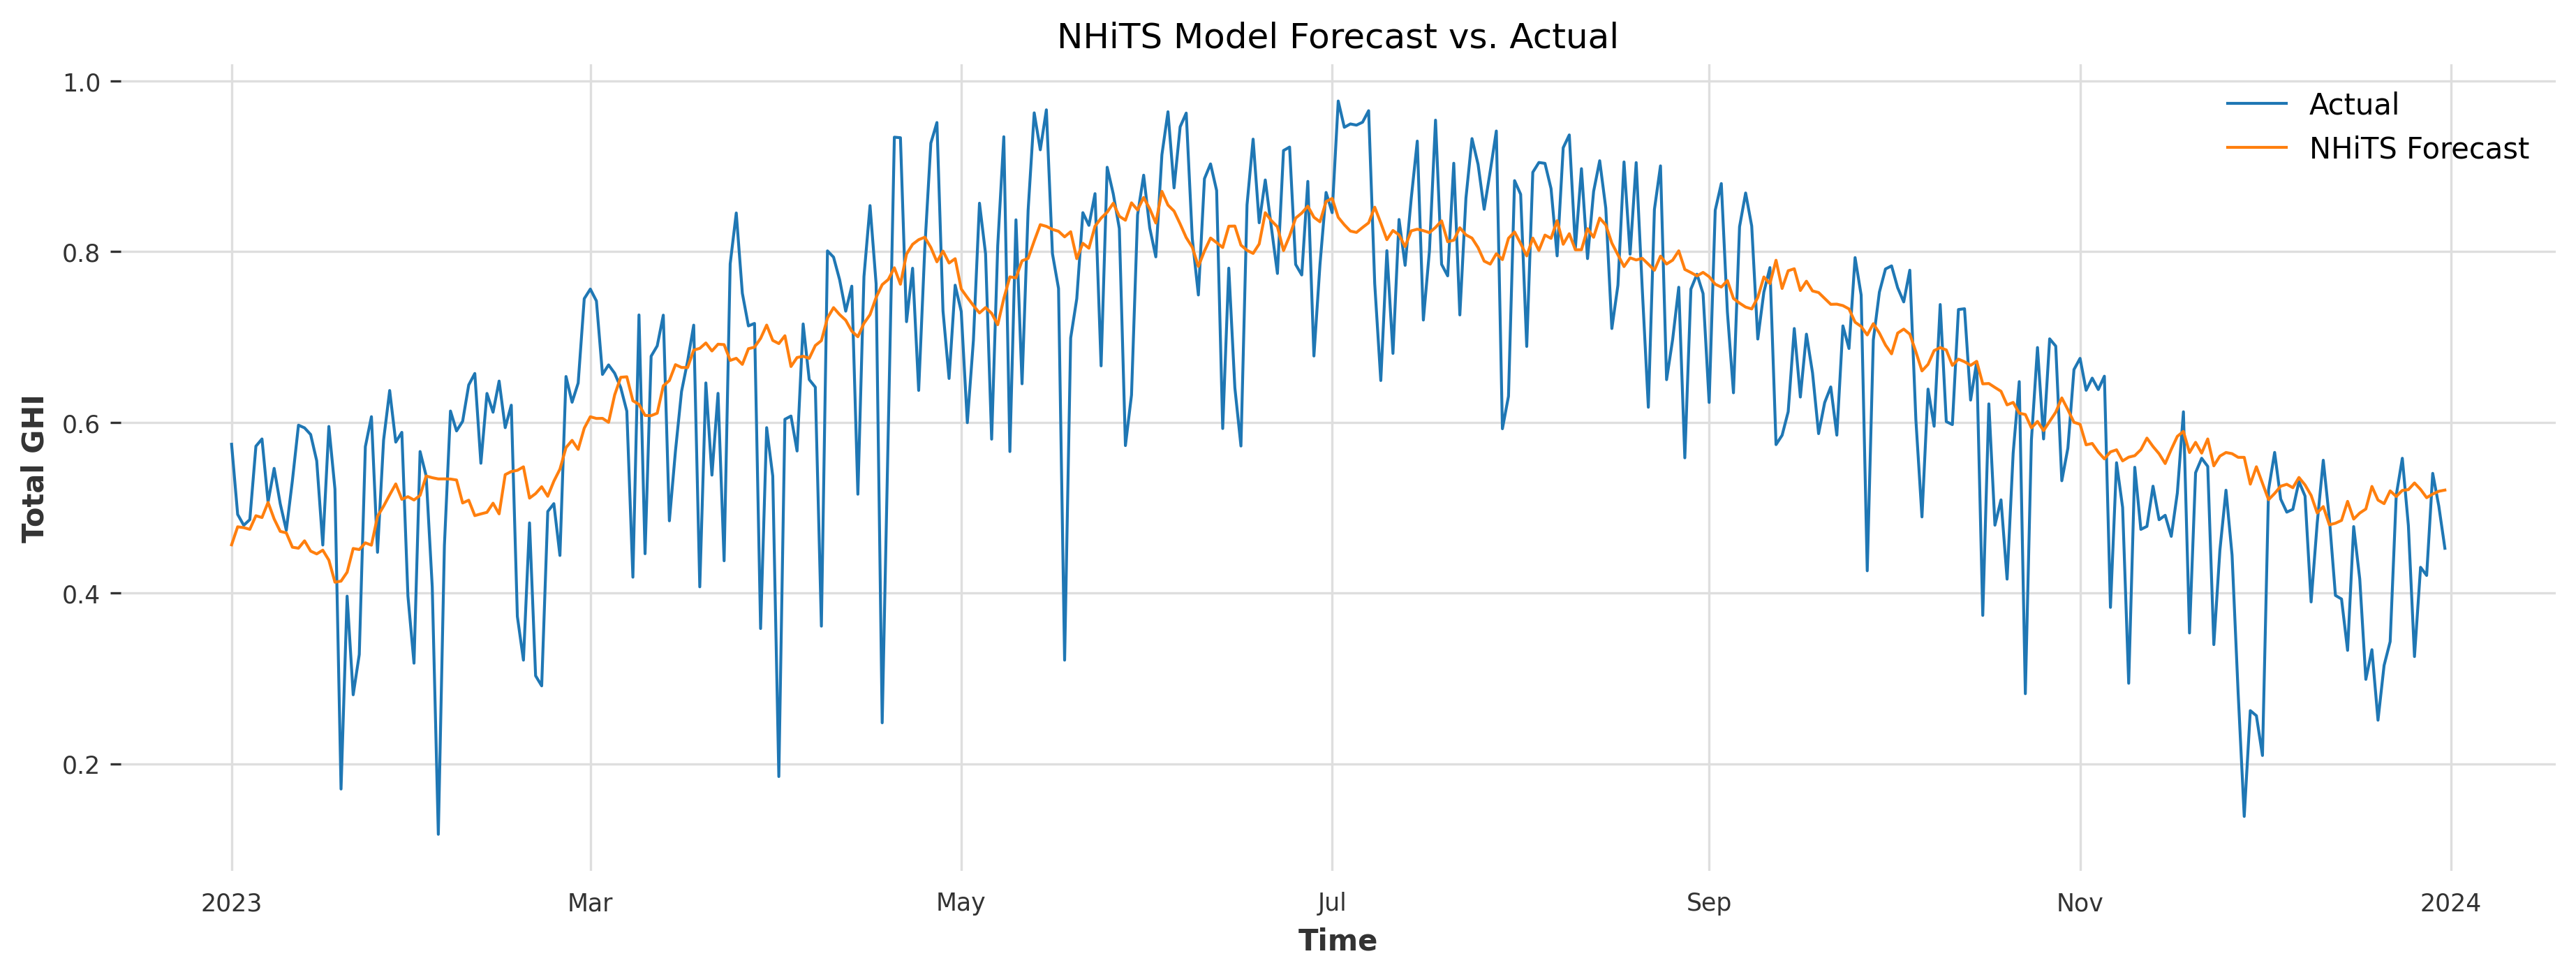 NHiTS Model Forecast vs. Actual
Actual
NHiTS Forecast
Total GHI
1.0
0.8
0.6
0.4
0.2
2023 Mar May Jul Sep Nov 2024
Time